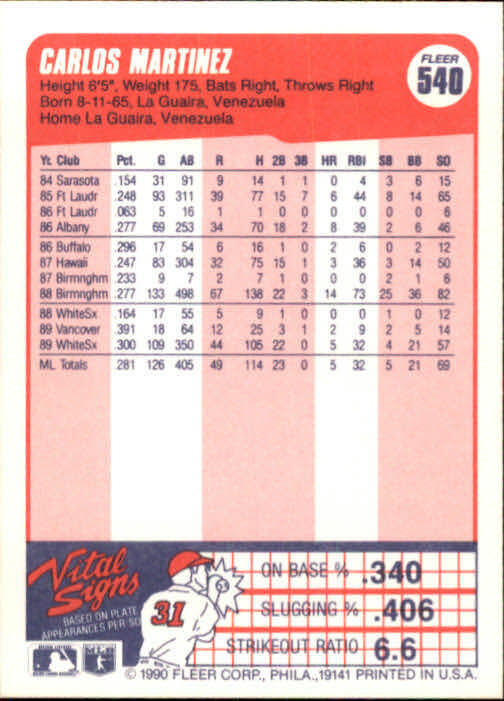 CARLOS MARTINEZ
FLEER
540
Height 6'5", Weight 175, Bats Right, Throws Right
Born 8-11-65, La Guaira, Venezuela
Home La Guaira, Venezuela
Yr. Club Pct. G AB R H 2B 3B HR RBI SB BB SO
84 Sarasota .154 31 91 9 14 1 1 0 4 3 6 15
85 Ft Laudr .248 93 311 39 77 15 7 6 44 8 14 65
86 Ft Laudr .063 5 16 1 1 0 0 0 0 0 0 6
86 Albany .277 69 253 34 70 18 2 8 39 2 6 46
86 Buffalo .296 17 54 6 16 1 0 2 6 0 2 12
87 Hawaii .247 83 304 32 75 15 1 3 36 3 14 50
87 Birmnghm .233 9 7 2 7 1 0 0 0 2 1 6
88 Birmnghm .277 133 498 67 138 22 3 14 73 25 36 82
88 WhiteSx .164 17 55 5 9 1 0 0 0 1 0 12
89 Vancover .391 18 64 12 25 3 1 2 9 2 5 14
89 WhiteSx .300 109 350 44 105 22 0 5 32 4 21 57
ML Totals .281 126 405 49 114 23 0 5 32 5 21 69
Vital
Signs
BASED ON PLATE
APPEARANCES PER SO
31
ON BASE % .340
SLUGGING % .406
STRIKEOUT RATIO 6.6
© 1990 FLEER CORP., PHILA.,19141 PRINTED IN U.S.A.